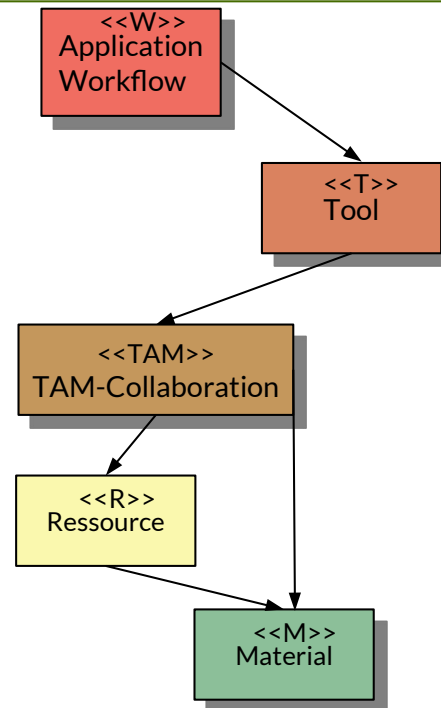 <<W>>
Application
Workflow
<<T>>
Tool
<<TAM>>
TAM-Collaboration
<<R>>
Ressource
<<M>>
Material